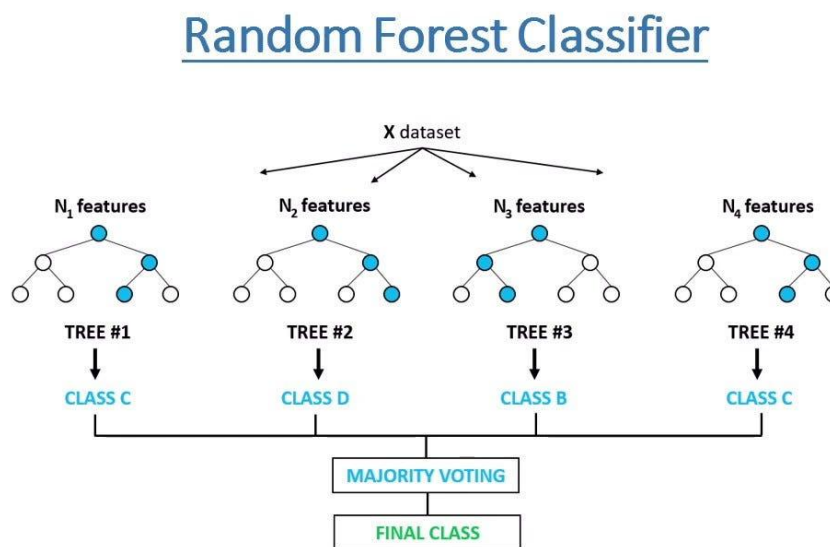 Random Forest Classifier
X dataset
N₁ features N₂ features N₃ features N₄ features
TREE #1 TREE #2 TREE #3 TREE #4
CLASS C CLASS D CLASS B CLASS C
MAJORITY VOTING
FINAL CLASS